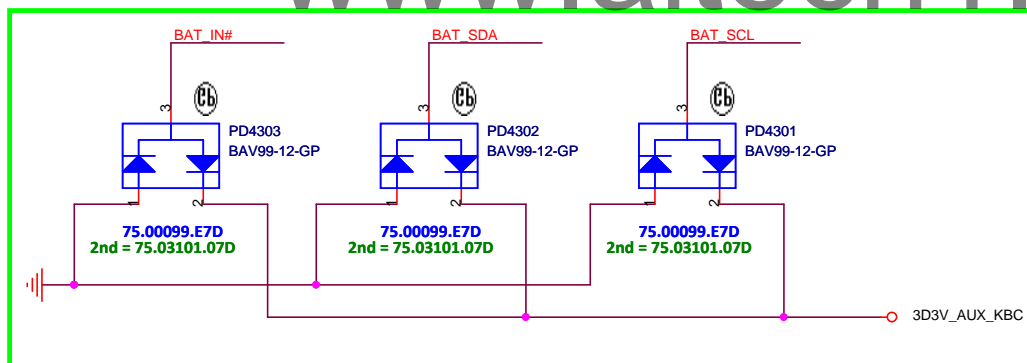 BAT_IN#
BAT_SDA
BAT_SCL
3
3
3
PD4303
BAV99-12-GP
PD4302
BAV99-12-GP
PD4301
BAV99-12-GP
1
2
1
2
1
2
75.00099.E7D
2nd = 75.03101.07D
75.00099.E7D
2nd = 75.03101.07D
75.00099.E7D
2nd = 75.03101.07D
3D3V_AUX_KBC